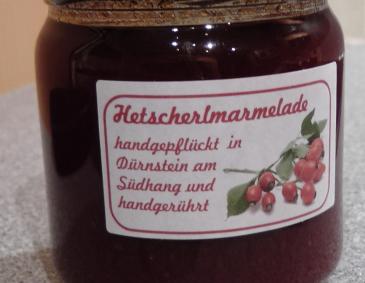 Hetscherlmarmelade
handgepflückt in
Dürnstein am
Südhang und
handgerührt